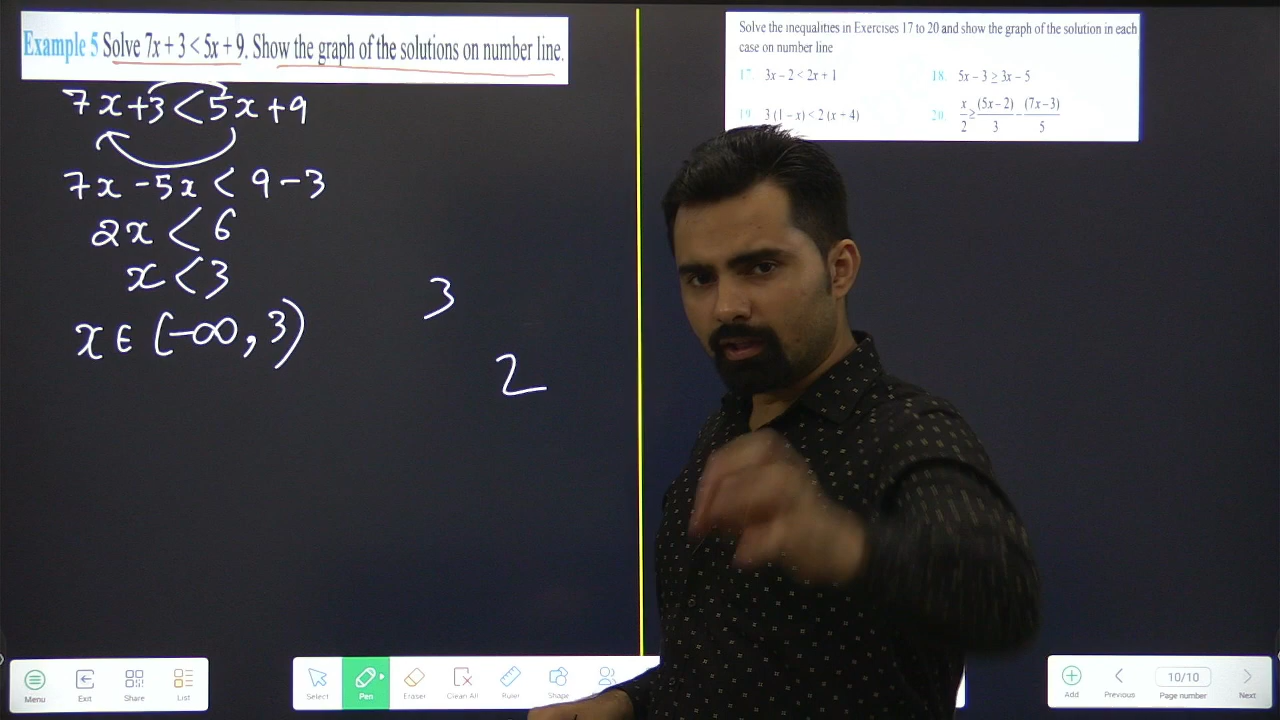 Example 5 Solve 7x + 3 < 5x + 9. Show the graph of the solutions on number line.
7x+3<5x+9
7x-5x<9-3
2x<6
x<3
x∈(-∞,3)
3
2
Solve the inequalities in Exercises 17 to 20 and show the graph of the solution in each
case on number line
17. 3x – 2 < 2x + 1
18. 5x – 3 ≥ 3x – 5
19. 3 (1 – x) < 2 (x + 4)
20. x/2 ≥ (5x – 2)/3 – (7x – 3)/5
Menu Exit Share List
Select Pen Eraser Clean All Ruler Shape
Add Previous 10/10 Page number Next